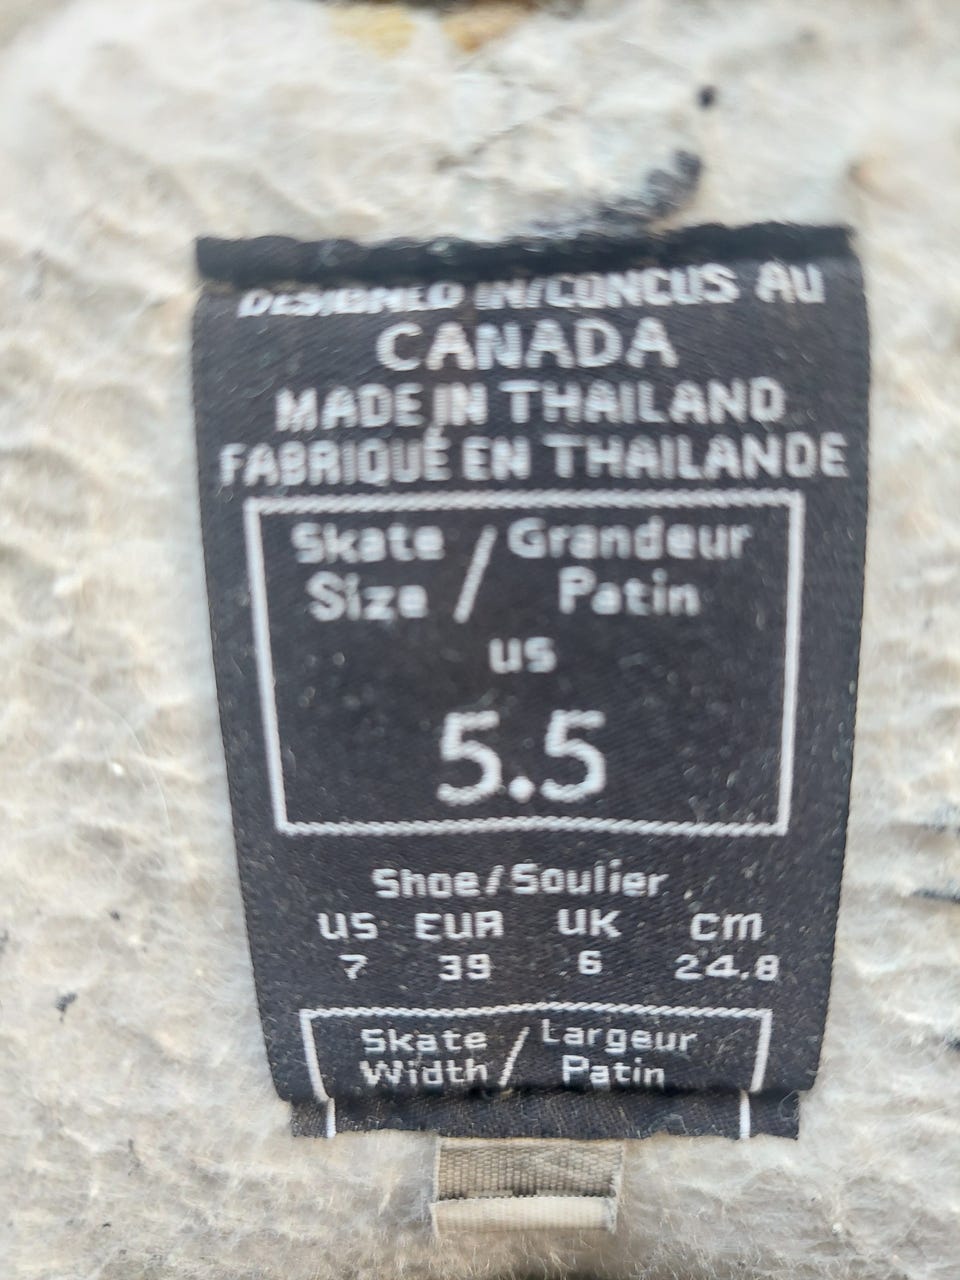 DESIGNED IN/CONCUS AU
CANADA
MADE IN THAILAND
FABRIQUÉ EN THAILANDE
Skate / Grandeur
Size Patin
US
5.5
Shoe/Soulier
US EUR UK CM
7 39 6 24.8
Skate / Largeur
Width Patin